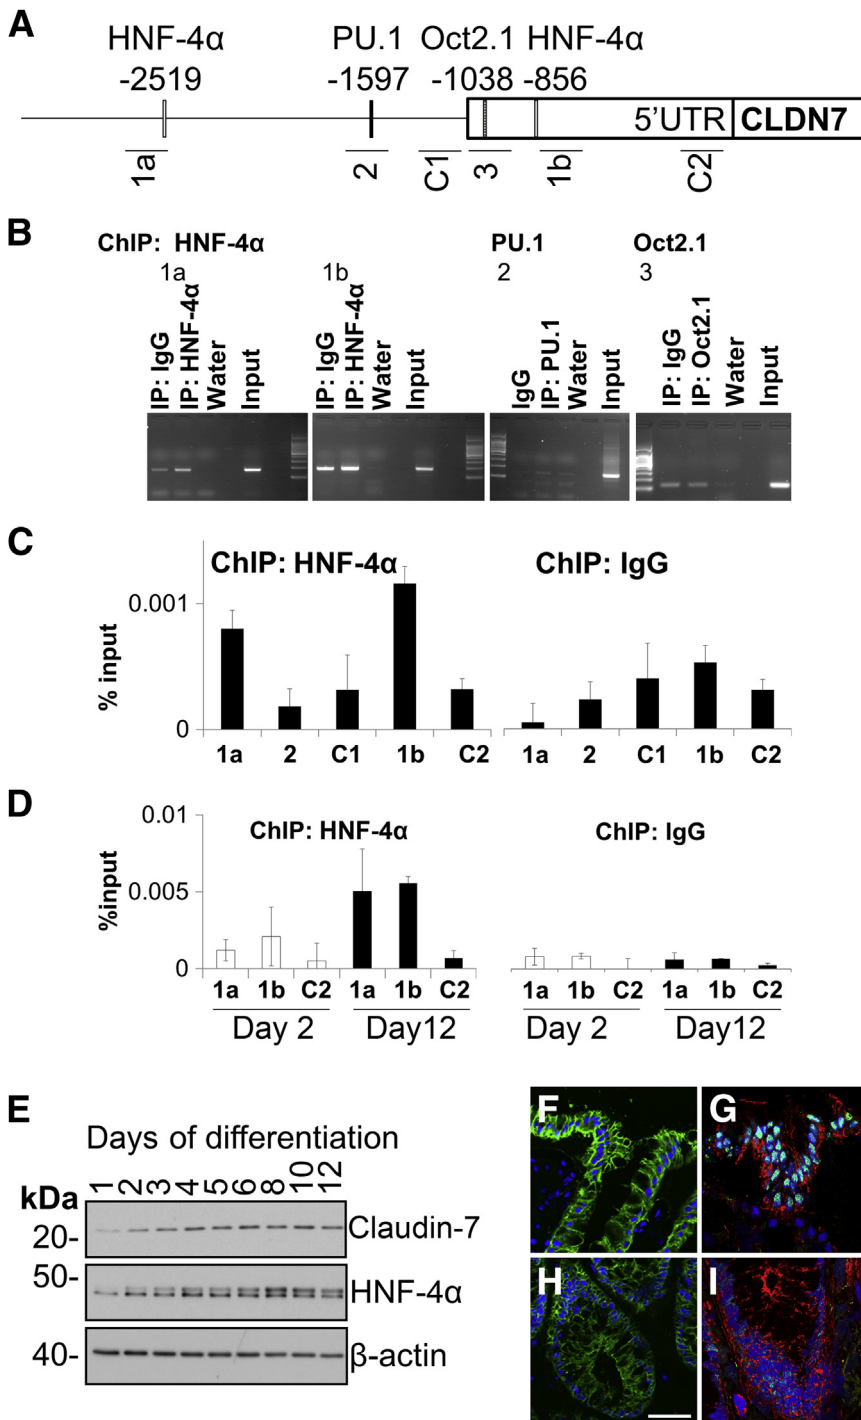 A
HNF-4α PU.1 Oct2.1 HNF-4α
-2519 -1597 -1038 -856
5'UTR CLDN7
1a 2 C1 3 1b C2
B
ChIP: HNF-4α PU.1 Oct2.1
1a 1b 2 3
IP: IgG IP: HNF-4α Water Input IP: IgG IP: HNF-4α Water Input IgG IP: PU.1 Water Input IP: IgG IP: Oct2.1 Water Input
C
ChIP: HNF-4α ChIP: IgG
% input
0.001
0
1a 2 C1 1b C2 1a 2 C1 1b C2
D
ChIP: HNF-4α ChIP: IgG
%input
0.01
0.005
0
1a 1b C2 1a 1b C2 1a 1b C2 1a 1b C2
Day 2 Day12 Day 2 Day12
E
Days of differentiation
kDa 1 2 3 4 5 6 8 10 12
20- Claudin-7
50- HNF-4α
40- β-actin
F G
H I